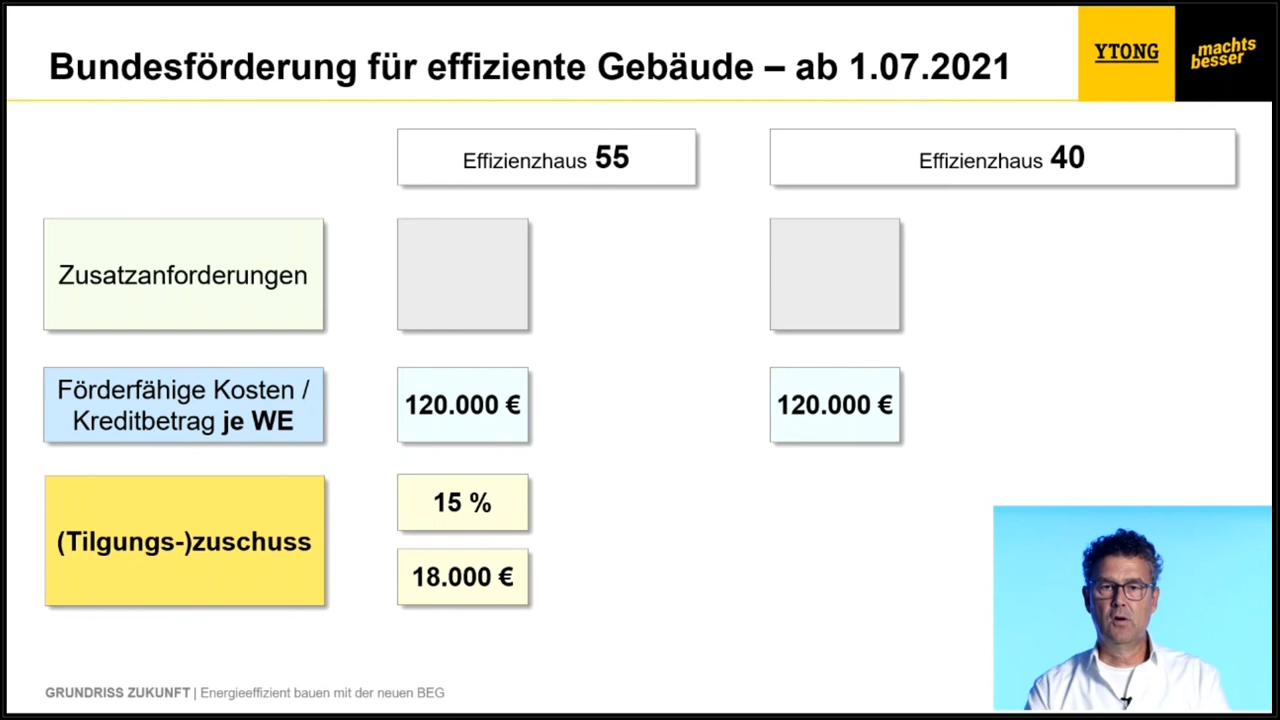 Bundesförderung für effiziente Gebäude – ab 1.07.2021
YTONG
machts
besser
Effizienzhaus 55
Effizienzhaus 40
Zusatzanforderungen
Förderfähige Kosten /
Kreditbetrag je WE
120.000 €
120.000 €
(Tilgungs-)zuschuss
15 %
18.000 €
GRUNDRISS ZUKUNFT | Energieeffizient bauen mit der neuen BEG